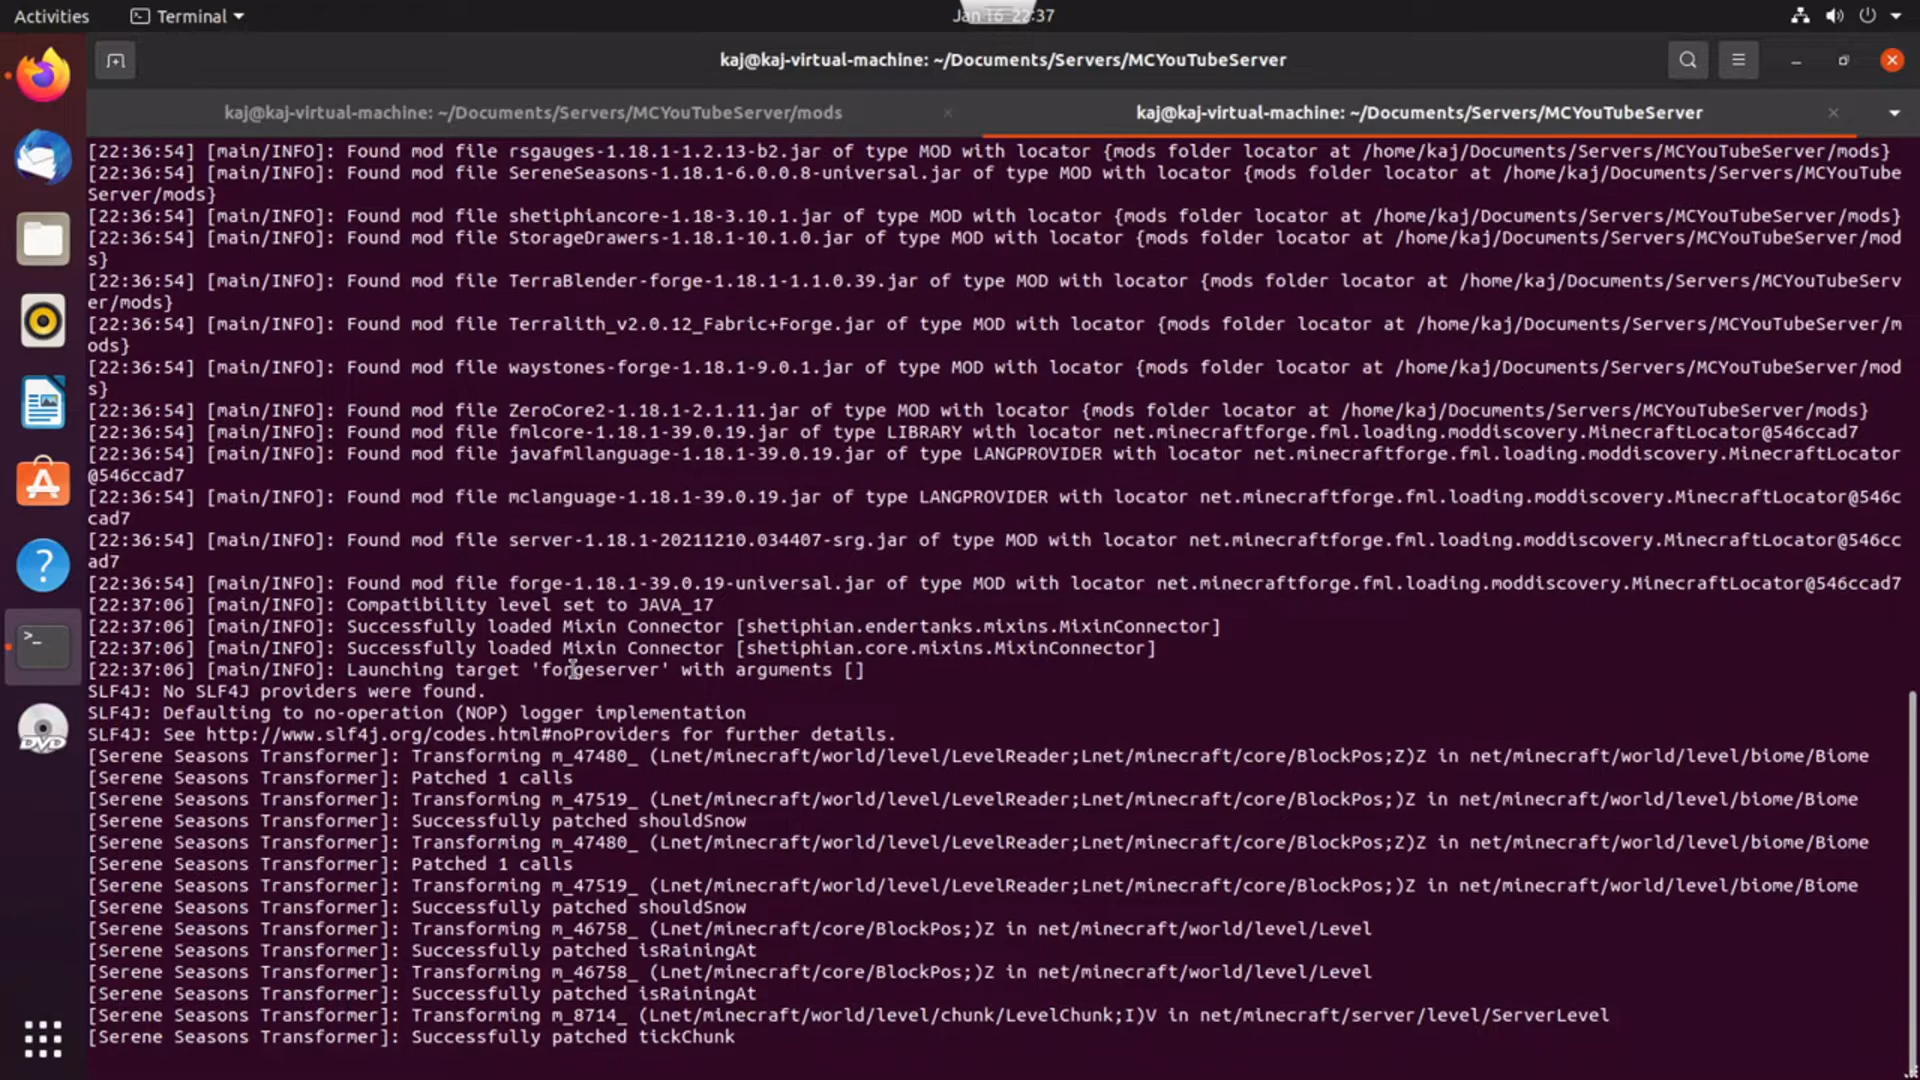 Activities
Terminal
Jan 16 22:37
kaj@kaj-virtual-machine: ~/Documents/Servers/MCYouTubeServer
kaj@kaj-virtual-machine: ~/Documents/Servers/MCYouTubeServer/mods
kaj@kaj-virtual-machine: ~/Documents/Servers/MCYouTubeServer
[22:36:54] [main/INFO]: Found mod file rsgauges-1.18.1-1.2.13-b2.jar of type MOD with locator {mods folder locator at /home/kaj/Documents/Servers/MCYouTubeServer/mods}
[22:36:54] [main/INFO]: Found mod file SereneSeasons-1.18.1-6.0.0.8-universal.jar of type MOD with locator {mods folder locator at /home/kaj/Documents/Servers/MCYouTube
Server/mods}
[22:36:54] [main/INFO]: Found mod file shetiphiancore-1.18-3.10.1.jar of type MOD with locator {mods folder locator at /home/kaj/Documents/Servers/MCYouTubeServer/mods}
[22:36:54] [main/INFO]: Found mod file StorageDrawers-1.18.1-10.1.0.jar of type MOD with locator {mods folder locator at /home/kaj/Documents/Servers/MCYouTubeServer/mod
s}
[22:36:54] [main/INFO]: Found mod file TerraBlender-forge-1.18.1-1.1.0.39.jar of type MOD with locator {mods folder locator at /home/kaj/Documents/Servers/MCYouTubeServ
er/mods}
[22:36:54] [main/INFO]: Found mod file Terralith_v2.0.12_Fabric+Forge.jar of type MOD with locator {mods folder locator at /home/kaj/Documents/Servers/MCYouTubeServer/m
ods}
[22:36:54] [main/INFO]: Found mod file waystones-forge-1.18.1-9.0.1.jar of type MOD with locator {mods folder locator at /home/kaj/Documents/Servers/MCYouTubeServer/mod
s}
[22:36:54] [main/INFO]: Found mod file ZeroCore2-1.18.1-2.1.11.jar of type MOD with locator {mods folder locator at /home/kaj/Documents/Servers/MCYouTubeServer/mods}
[22:36:54] [main/INFO]: Found mod file fmlcore-1.18.1-39.0.19.jar of type LIBRARY with locator net.minecraftforge.fml.loading.moddiscovery.MinecraftLocator@546ccad7
[22:36:54] [main/INFO]: Found mod file javafmllanguage-1.18.1-39.0.19.jar of type LANGPROVIDER with locator net.minecraftforge.fml.loading.moddiscovery.MinecraftLocator
@546ccad7
[22:36:54] [main/INFO]: Found mod file mclanguage-1.18.1-39.0.19.jar of type LANGPROVIDER with locator net.minecraftforge.fml.loading.moddiscovery.MinecraftLocator@546c
cad7
[22:36:54] [main/INFO]: Found mod file server-1.18.1-20211210.034407-srg.jar of type MOD with locator net.minecraftforge.fml.loading.moddiscovery.MinecraftLocator@546cc
ad7
[22:36:54] [main/INFO]: Found mod file forge-1.18.1-39.0.19-universal.jar of type MOD with locator net.minecraftforge.fml.loading.moddiscovery.MinecraftLocator@546ccad7
[22:37:06] [main/INFO]: Compatibility level set to JAVA_17
[22:37:06] [main/INFO]: Successfully loaded Mixin Connector [shetiphian.endertanks.mixins.MixinConnector]
[22:37:06] [main/INFO]: Successfully loaded Mixin Connector [shetiphian.core.mixins.MixinConnector]
[22:37:06] [main/INFO]: Launching target 'forgeserver' with arguments []
SLF4J: No SLF4J providers were found.
SLF4J: Defaulting to no-operation (NOP) logger implementation
SLF4J: See http://www.slf4j.org/codes.html#noProviders for further details.
[Serene Seasons Transformer]: Transforming m_47480_ (Lnet/minecraft/world/level/LevelReader;Lnet/minecraft/core/BlockPos;Z)Z in net/minecraft/world/level/biome/Biome
[Serene Seasons Transformer]: Patched 1 calls
[Serene Seasons Transformer]: Transforming m_47519_ (Lnet/minecraft/world/level/LevelReader;Lnet/minecraft/core/BlockPos;)Z in net/minecraft/world/level/biome/Biome
[Serene Seasons Transformer]: Successfully patched shouldSnow
[Serene Seasons Transformer]: Transforming m_47480_ (Lnet/minecraft/world/level/LevelReader;Lnet/minecraft/core/BlockPos;Z)Z in net/minecraft/world/level/biome/Biome
[Serene Seasons Transformer]: Patched 1 calls
[Serene Seasons Transformer]: Transforming m_47519_ (Lnet/minecraft/world/level/LevelReader;Lnet/minecraft/core/BlockPos;)Z in net/minecraft/world/level/biome/Biome
[Serene Seasons Transformer]: Successfully patched shouldSnow
[Serene Seasons Transformer]: Transforming m_46758_ (Lnet/minecraft/core/BlockPos;)Z in net/minecraft/world/level/Level
[Serene Seasons Transformer]: Successfully patched isRainingAt
[Serene Seasons Transformer]: Transforming m_46758_ (Lnet/minecraft/core/BlockPos;)Z in net/minecraft/world/level/Level
[Serene Seasons Transformer]: Successfully patched isRainingAt
[Serene Seasons Transformer]: Transforming m_8714_ (Lnet/minecraft/world/level/chunk/LevelChunk;I)V in net/minecraft/server/level/ServerLevel
[Serene Seasons Transformer]: Successfully patched tickChunk
DVD